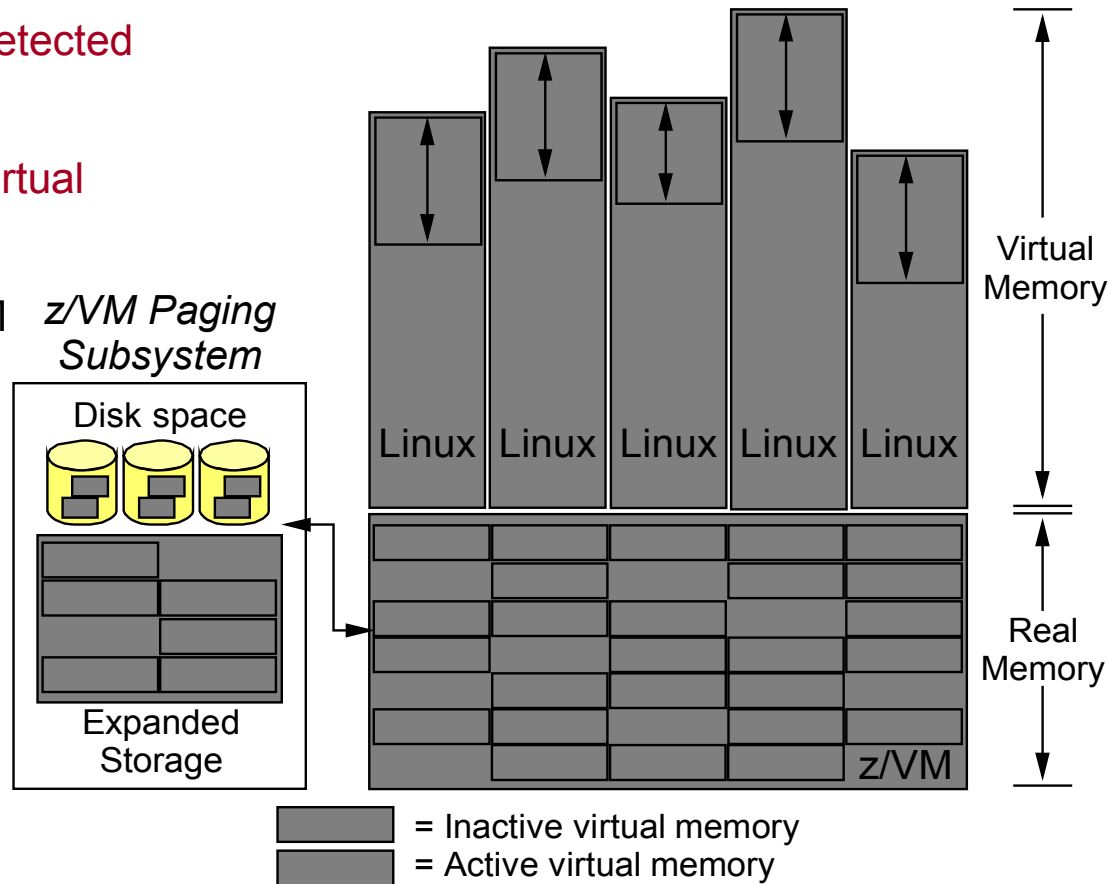 etected
rtual
z/VM Paging
Subsystem
Disk space
Expanded
Storage
Linux Linux Linux Linux Linux
Virtual
Memory
Real
Memory
z/VM
= Inactive virtual memory
= Active virtual memory